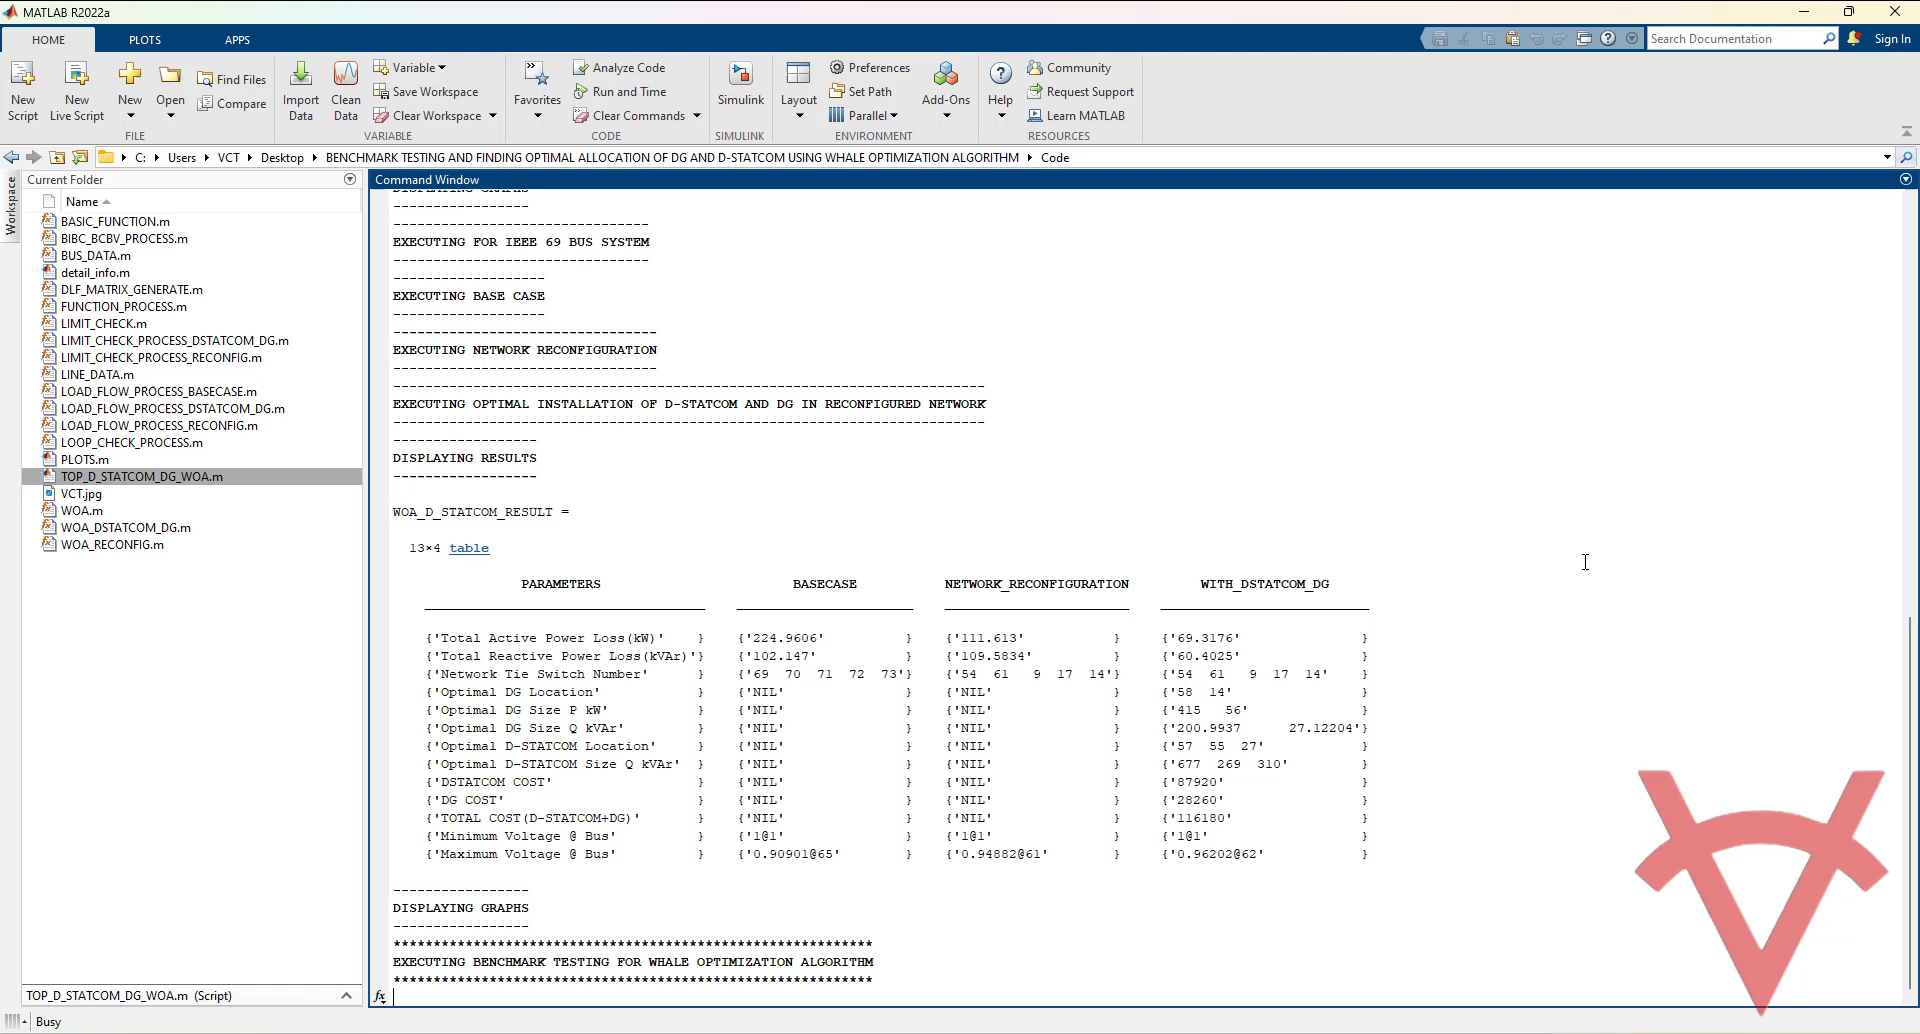 MATLAB R2022a
HOME PLOTS APPS
Search Documentation
Sign In
New Script
New Live Script
New
Open
Find Files
Compare
FILE
Import Data
Clean Data
Variable
Save Workspace
Clear Workspace
VARIABLE
Favorites
Analyze Code
Run and Time
Clear Commands
CODE
Simulink
SIMULINK
Layout
Preferences
Set Path
Parallel
Add-Ons
ENVIRONMENT
Help
Community
Request Support
Learn MATLAB
RESOURCES
C: Users VCT Desktop BENCHMARK TESTING AND FINDING OPTIMAL ALLOCATION OF DG AND D-STATCOM USING WHALE OPTIMIZATION ALGORITHM Code
Workspace
Current Folder
Name
BASIC_FUNCTION.m
BIBC_BCBV_PROCESS.m
BUS_DATA.m
detail_info.m
DLF_MATRIX_GENERATE.m
FUNCTION_PROCESS.m
LIMIT_CHECK.m
LIMIT_CHECK_PROCESS_DSTATCOM_DG.m
LIMIT_CHECK_PROCESS_RECONFIG.m
LINE_DATA.m
LOAD_FLOW_PROCESS_BASECASE.m
LOAD_FLOW_PROCESS_DSTATCOM_DG.m
LOAD_FLOW_PROCESS_RECONFIG.m
LOOP_CHECK_PROCESS.m
PLOTS.m
TOP_D_STATCOM_DG_WOA.m
VCT.jpg
WOA.m
WOA_DSTATCOM_DG.m
WOA_RECONFIG.m
TOP_D_STATCOM_DG_WOA.m (Script)
Busy
Command Window
DISPLAYING GRAPHS
-----------------
--------------------------------
EXECUTING FOR IEEE 69 BUS SYSTEM
--------------------------------
-------------------
EXECUTING BASE CASE
-------------------
---------------------------------
EXECUTING NETWORK RECONFIGURATION
---------------------------------
--------------------------------------------------------------------------
EXECUTING OPTIMAL INSTALLATION OF D-STATCOM AND DG IN RECONFIGURED NETWORK
--------------------------------------------------------------------------
------------------
DISPLAYING RESULTS
------------------
WOA_D_STATCOM_RESULT =
13×4 table
PARAMETERS BASECASE NETWORK_RECONFIGURATION WITH_DSTATCOM_DG
{'Total Active Power Loss(kW)' } {'224.9606' } {'111.613' } {'69.3176' }
{'Total Reactive Power Loss(kVAr)'} {'102.147' } {'109.5834' } {'60.4025' }
{'Network Tie Switch Number' } {'69 70 71 72 73'} {'54 61 9 17 14'} {'54 61 9 17 14' }
{'Optimal DG Location' } {'NIL' } {'NIL' } {'58 14' }
{'Optimal DG Size P kW' } {'NIL' } {'NIL' } {'415 56' }
{'Optimal DG Size Q kVAr' } {'NIL' } {'NIL' } {'200.9937 27.12204'}
{'Optimal D-STATCOM Location' } {'NIL' } {'NIL' } {'57 55 27' }
{'Optimal D-STATCOM Size Q kVAr' } {'NIL' } {'NIL' } {'677 269 310' }
{'DSTATCOM COST' } {'NIL' } {'NIL' } {'87920' }
{'DG COST' } {'NIL' } {'NIL' } {'28260' }
{'TOTAL COST(D-STATCOM+DG)' } {'NIL' } {'NIL' } {'116180' }
{'Minimum Voltage @ Bus' } {'1@1' } {'1@1' } {'1@1' }
{'Maximum Voltage @ Bus' } {'0.90901@65' } {'0.94882@61' } {'0.96202@62' }
-----------------
DISPLAYING GRAPHS
-----------------
************************************************************
EXECUTING BENCHMARK TESTING FOR WHALE OPTIMIZATION ALGORITHM
************************************************************
fx